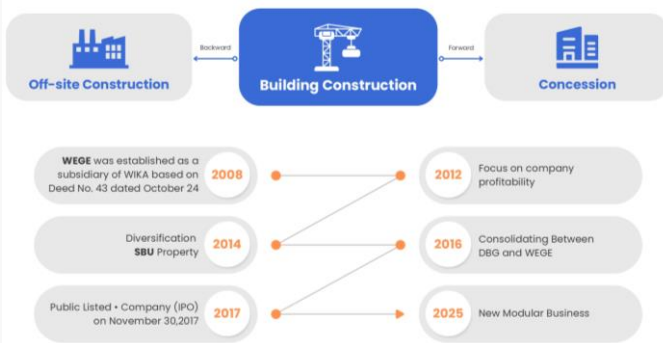 Backward
Forward
Off-site Construction
Building Construction
Concession
WEGE was established as a
subsidiary of WIKA based on
Deed No. 43 dated October 24
2008
2012
Focus on company
profitability
Diversification
SBU Property
2014
2016
Consolidating Between
DBG and WEGE
Public Listed • Company (IPO)
on November 30,2017
2017
2025
New Modular Business